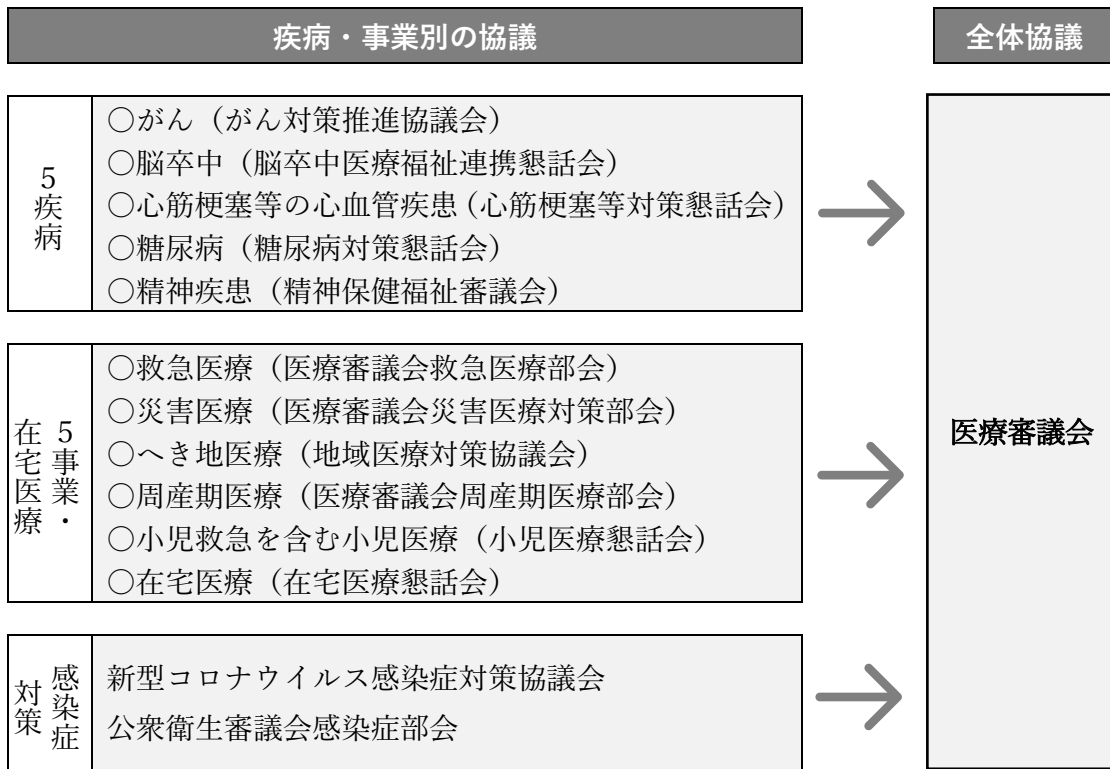 疾病・事業別の協議
全体協議
5疾病
○がん（がん対策推進協議会）
○脳卒中（脳卒中医療福祉連携懇話会）
○心筋梗塞等の心血管疾患（心筋梗塞等対策懇話会）
○糖尿病（糖尿病対策懇話会）
○精神疾患（精神保健福祉審議会）
5事業・
在宅医療
○救急医療（医療審議会救急医療部会）
○災害医療（医療審議会災害医療対策部会）
○へき地医療（地域医療対策協議会）
○周産期医療（医療審議会周産期医療部会）
○小児救急を含む小児医療（小児医療懇話会）
○在宅医療（在宅医療懇話会）
感染症
対策
新型コロナウイルス感染症対策協議会
公衆衛生審議会感染症部会
医療審議会